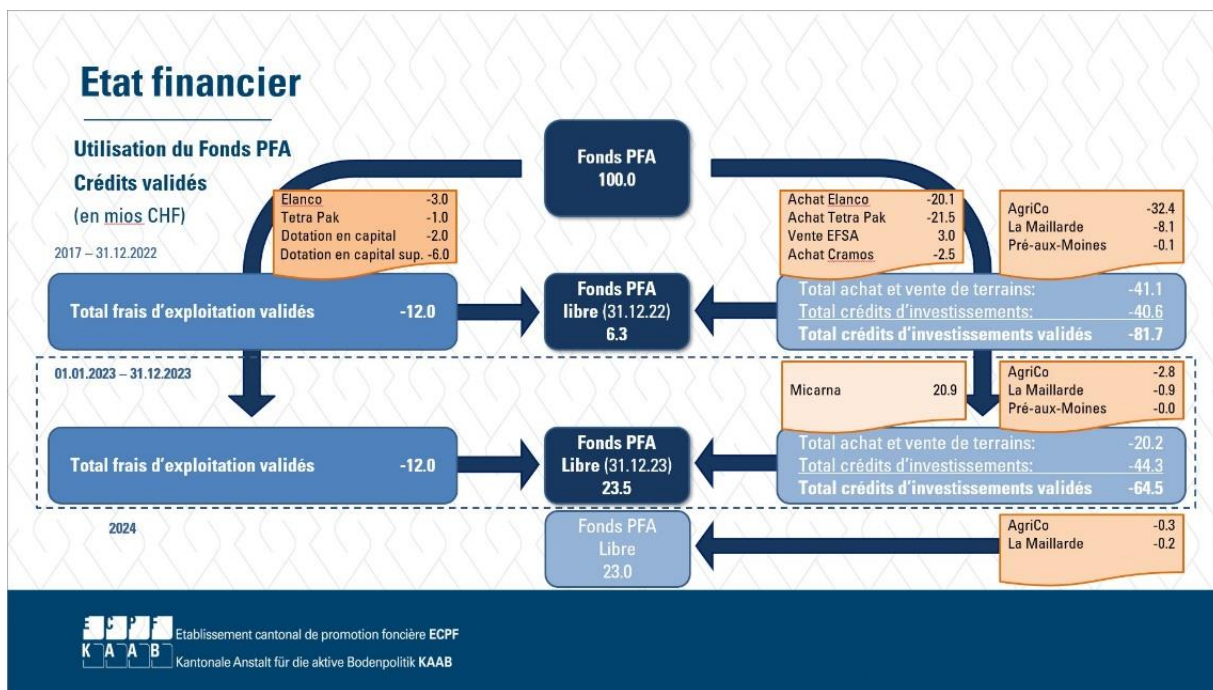 Etat financier
Utilisation du Fonds PFA
Crédits validés
(en mios CHF)
Fonds PFA
100.0
Elanco -3.0
Tetra Pak -1.0
Dotation en capital -2.0
Dotation en capital sup. -6.0
Achat Elanco -20.1
Achat Tetra Pak -21.5
Vente EFSA 3.0
Achat Cramos -2.5
AgriCo -32.4
La Maillarde -8.1
Pré-aux-Moines -0.1
2017 – 31.12.2022
Total frais d'exploitation validés -12.0
Fonds PFA
libre (31.12.22)
6.3
Total achat et vente de terrains: -41.1
Total crédits d'investissements: -40.6
Total crédits d'investissements validés -81.7
01.01.2023 – 31.12.2023
Micarna 20.9
AgriCo -2.8
La Maillarde -0.9
Pré-aux-Moines -0.0
Total frais d'exploitation validés -12.0
Fonds PFA
Libre (31.12.23)
23.5
Total achat et vente de terrains: -20.2
Total crédits d'investissements: -44.3
Total crédits d'investissements validés -64.5
2024
Fonds PFA
Libre
23.0
AgriCo -0.3
La Maillarde -0.2
E C P F
K A A B
Etablissement cantonal de promotion foncière ECPF
Kantonale Anstalt für die aktive Bodenpolitik KAAB